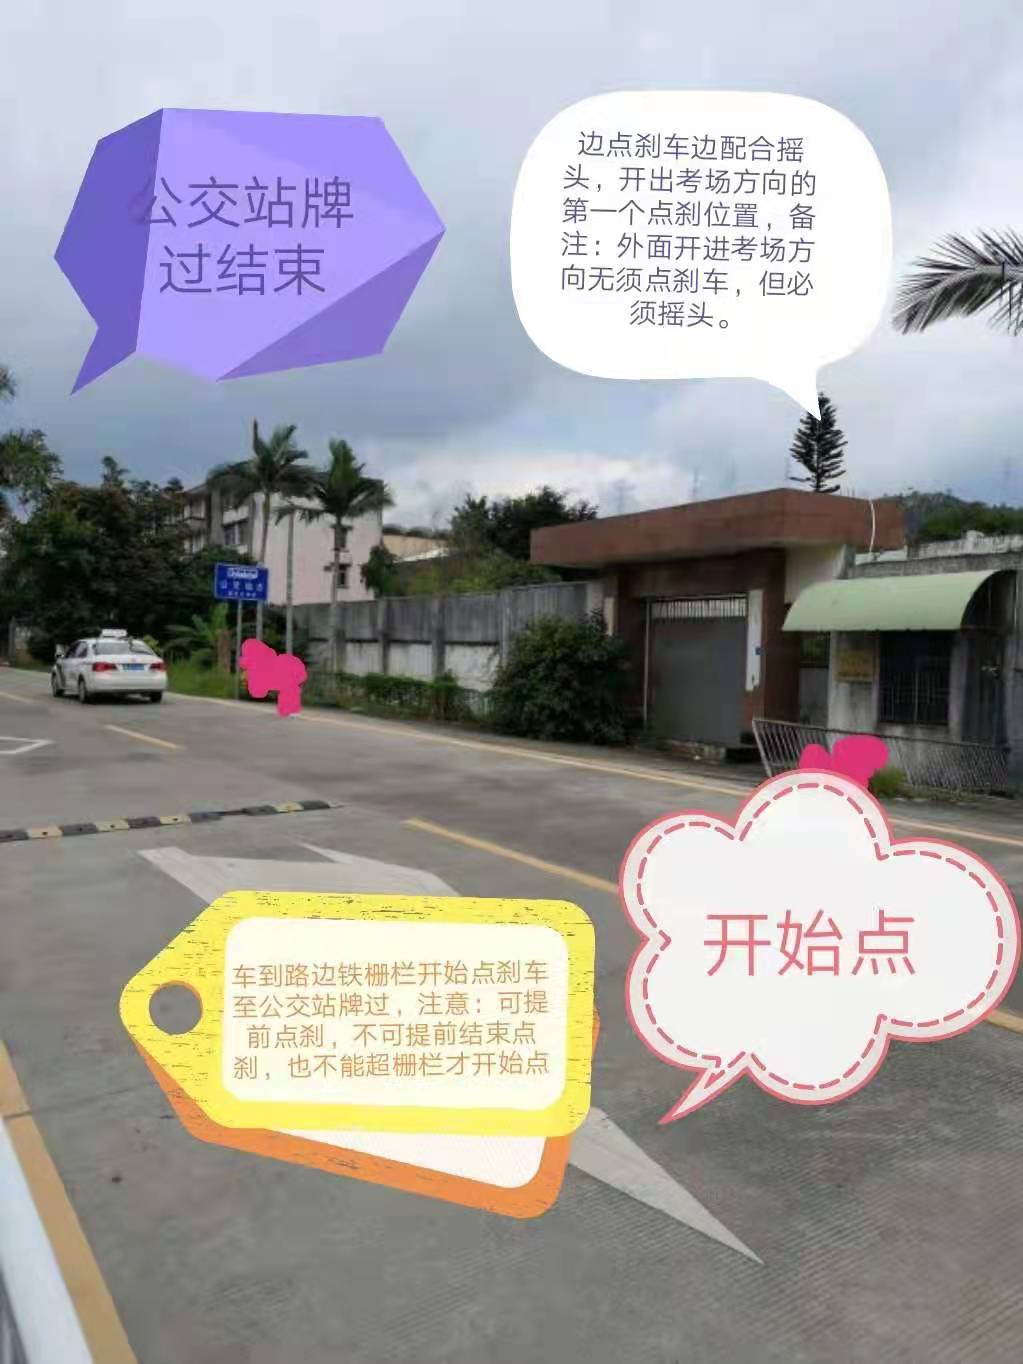 公交站牌
过结束
边点刹车边配合摇
头，开出考场方向的
第一个点刹位置，备
注：外面开进考场方
向无须点刹车，但必
须摇头。
开始点
车到路边铁栅栏开始点刹车
至公交站牌过，注意：可提
前点刹，不可提前结束点
刹，也不能超栅栏才开始点